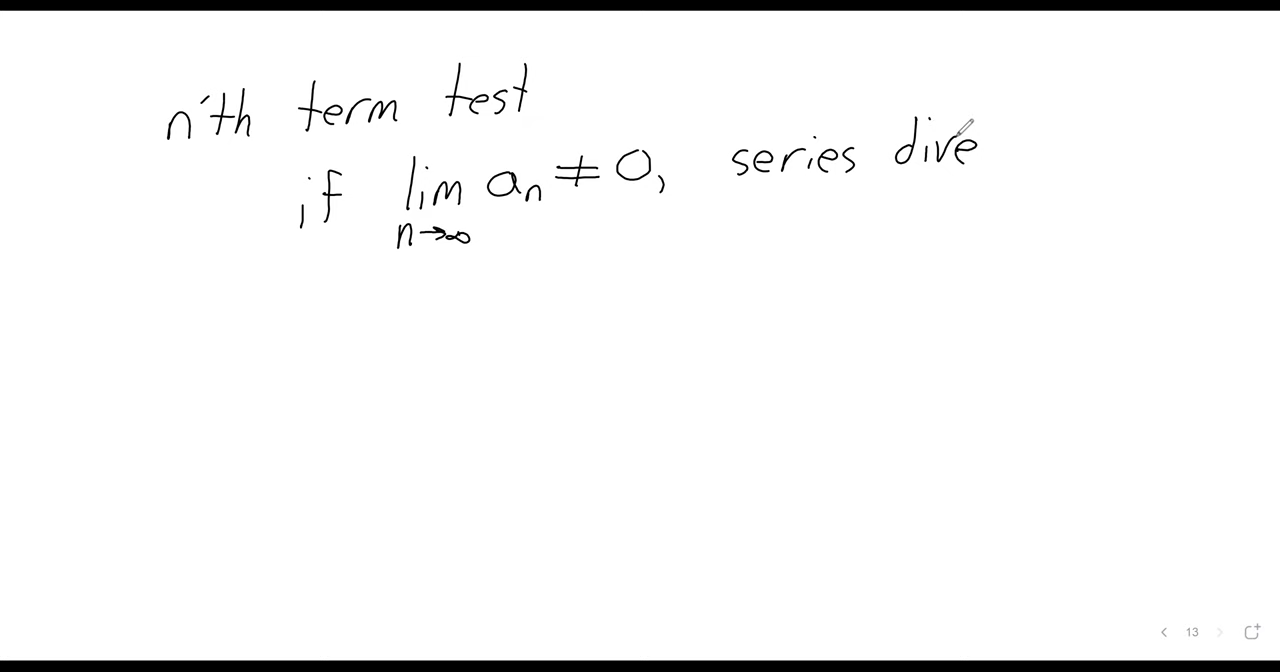 n'th term test
if lim aₙ ≠ 0, series dive
n→∞
13